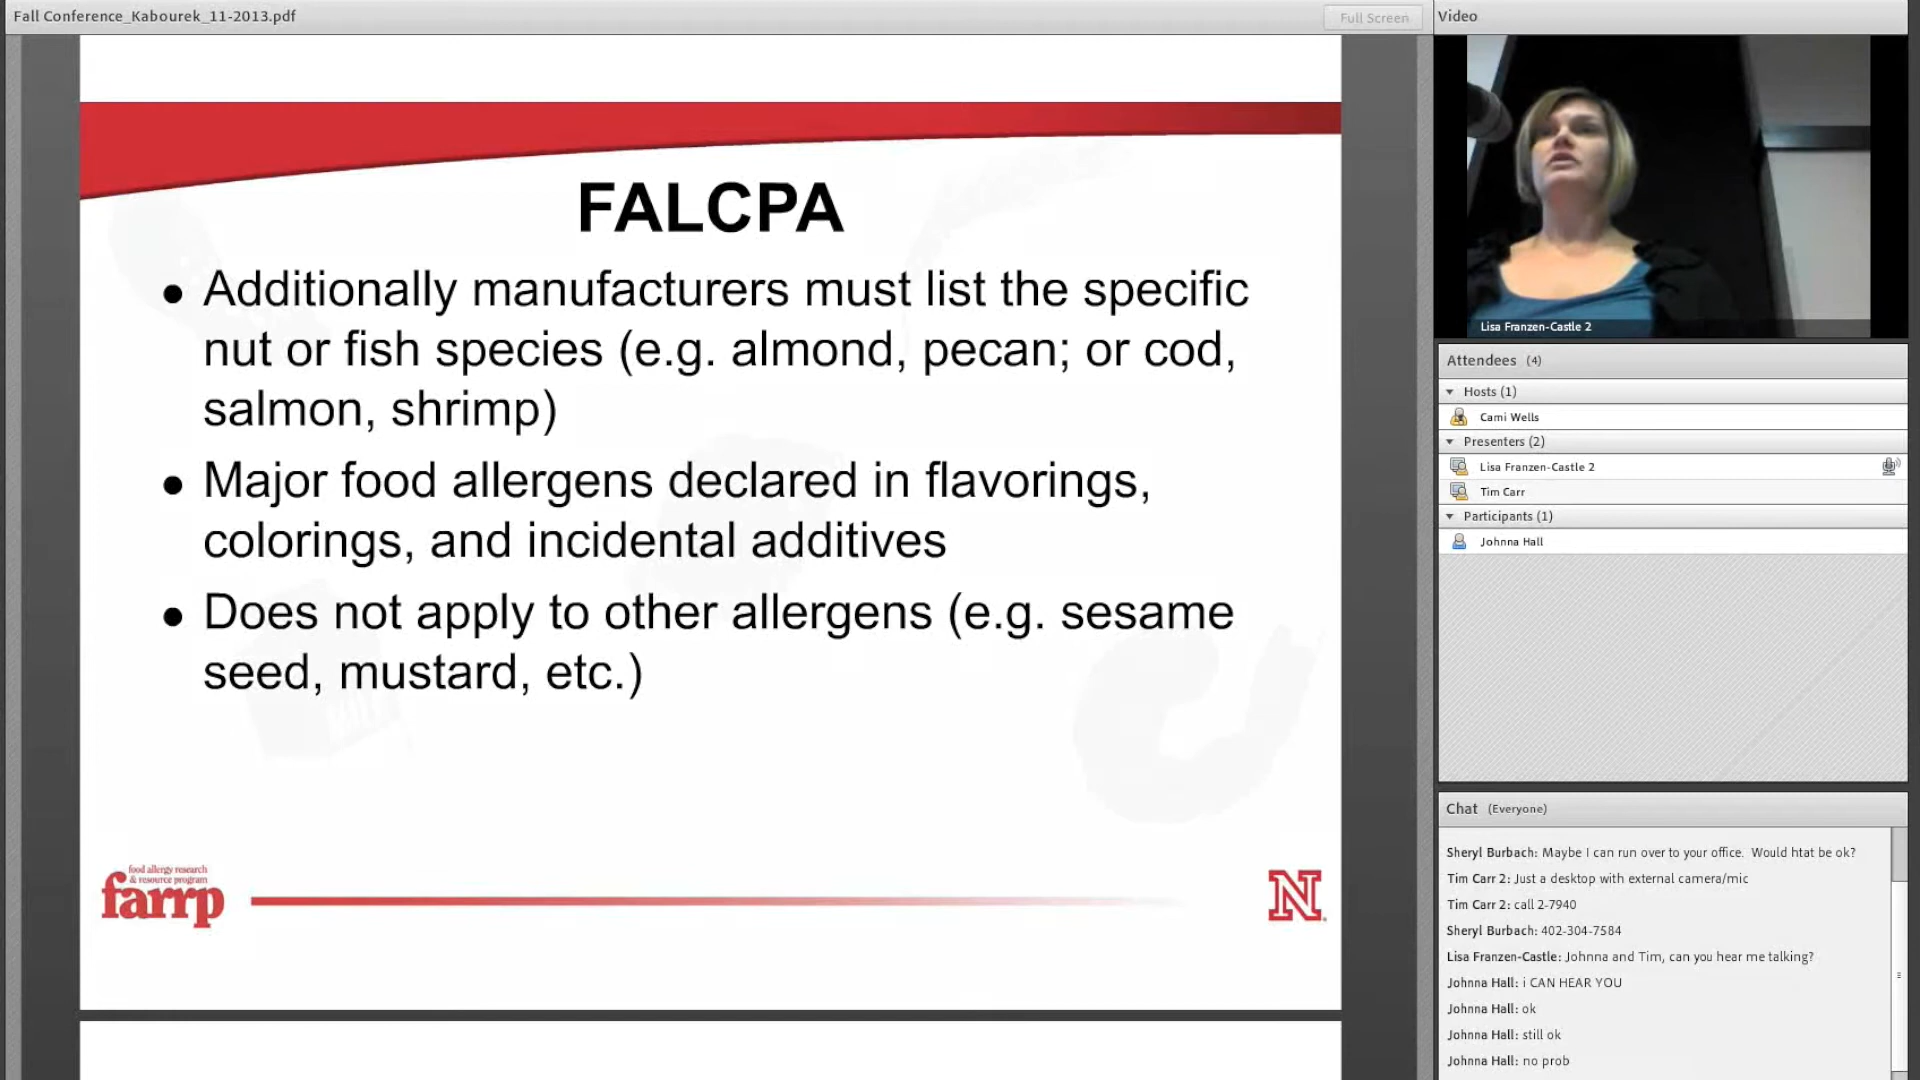 Fall Conference_Kabourek_11-2013.pdf
Full Screen
FALCPA
● Additionally manufacturers must list the specific
nut or fish species (e.g. almond, pecan; or cod,
salmon, shrimp)
● Major food allergens declared in flavorings,
colorings, and incidental additives
● Does not apply to other allergens (e.g. sesame
seed, mustard, etc.)
food allergy research
& resource program
farrp
N
Video
Lisa Franzen-Castle 2
Attendees (4)
Hosts (1)
Cami Wells
Presenters (2)
Lisa Franzen-Castle 2
Tim Carr
Participants (1)
Johnna Hall
Chat (Everyone)
Sheryl Burbach: Maybe I can run over to your office. Would htat be ok?
Tim Carr 2: Just a desktop with external camera/mic
Tim Carr 2: call 2-7940
Sheryl Burbach: 402-304-7584
Lisa Franzen-Castle: Johnna and Tim, can you hear me talking?
Johnna Hall: i CAN HEAR YOU
Johnna Hall: ok
Johnna Hall: still ok
Johnna Hall: no prob